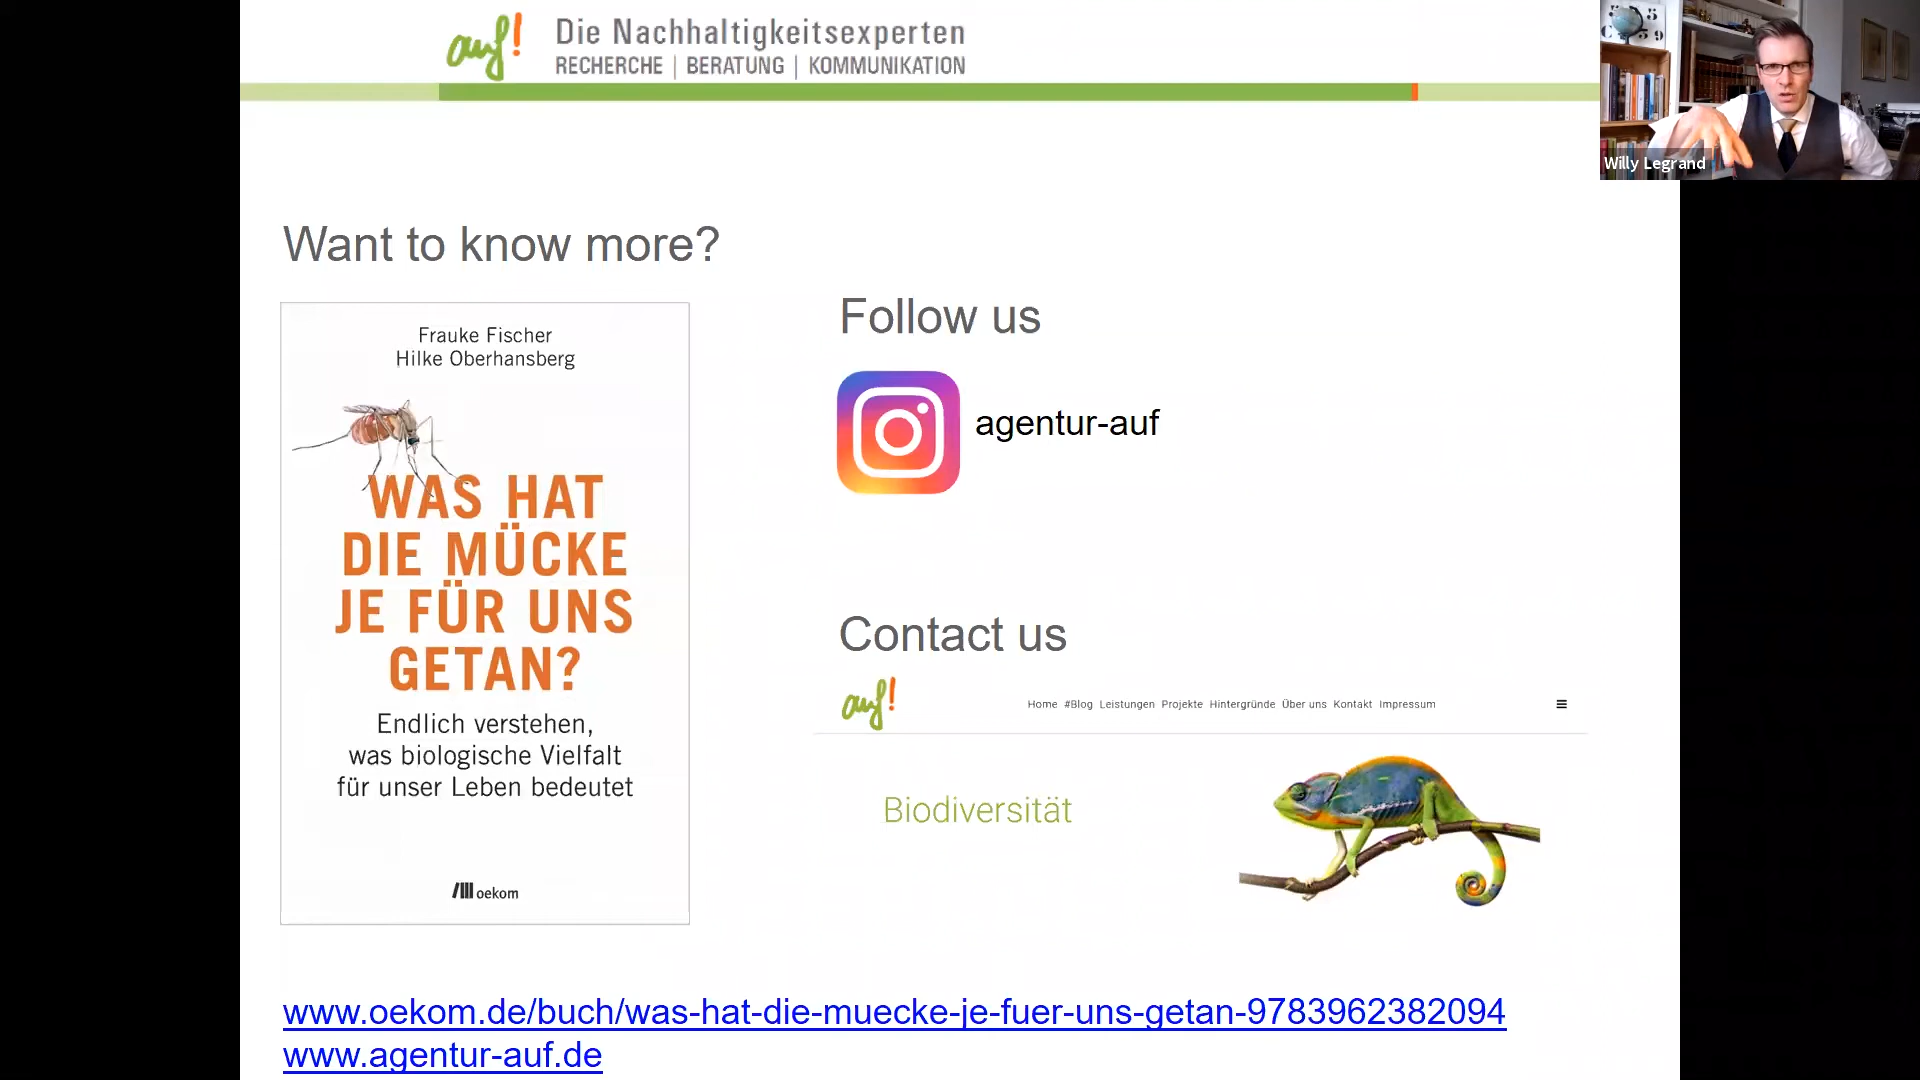 auf!
Die Nachhaltigkeitsexperten
RECHERCHE | BERATUNG | KOMMUNIKATION
Willy Legrand
Want to know more?
Frauke Fischer
Hilke Oberhansberg
WAS HAT
DIE MÜCKE
JE FÜR UNS
GETAN?
Endlich verstehen,
was biologische Vielfalt
für unser Leben bedeutet
oekom
Follow us
agentur-auf
Contact us
auf!
Home #Blog Leistungen Projekte Hintergründe Über uns Kontakt Impressum
Biodiversität
www.oekom.de/buch/was-hat-die-muecke-je-fuer-uns-getan-9783962382094
www.agentur-auf.de